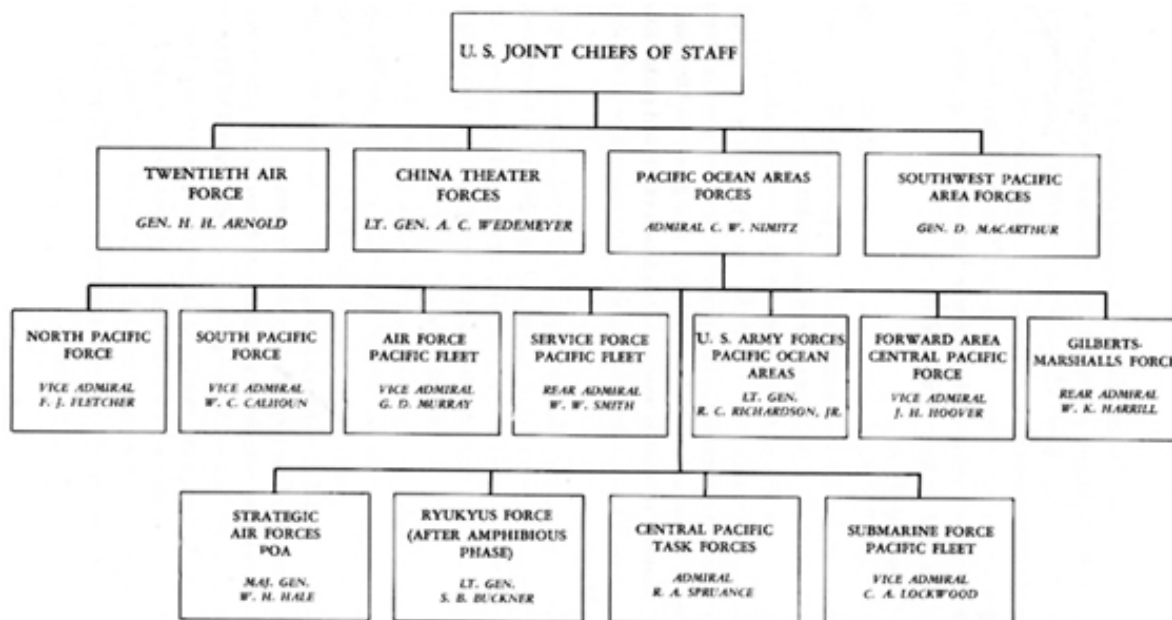 U. S. JOINT CHIEFS OF STAFF
TWENTIETH AIR
FORCE
GEN. H. H. ARNOLD
CHINA THEATER
FORCES
LT. GEN. A. C. WEDEMEYER
PACIFIC OCEAN AREAS
FORCES
ADMIRAL C. W. NIMITZ
SOUTHWEST PACIFIC
AREA FORCES
GEN. D. MACARTHUR
NORTH PACIFIC
FORCE
VICE ADMIRAL
F. J. FLETCHER
SOUTH PACIFIC
FORCE
VICE ADMIRAL
W. C. CALHOUN
AIR FORCE
PACIFIC FLEET
VICE ADMIRAL
G. D. MURRAY
SERVICE FORCE
PACIFIC FLEET
REAR ADMIRAL
W. W. SMITH
U. S. ARMY FORCES
PACIFIC OCEAN
AREAS
LT. GEN.
R. C. RICHARDSON, JR.
FORWARD AREA
CENTRAL PACIFIC
FORCE
VICE ADMIRAL
J. H. HOOVER
GILBERTS-
MARSHALLS FORCE
REAR ADMIRAL
W. K. HARRILL
STRATEGIC
AIR FORCES
POA
MAJ. GEN.
W. H. HALE
RYUKYUS FORCE
(AFTER AMPHIBIOUS
PHASE)
LT. GEN.
S. B. BUCKNER
CENTRAL PACIFIC
TASK FORCES
ADMIRAL
R. A. SPRUANCE
SUBMARINE FORCE
PACIFIC FLEET
VICE ADMIRAL
C. A. LOCKWOOD